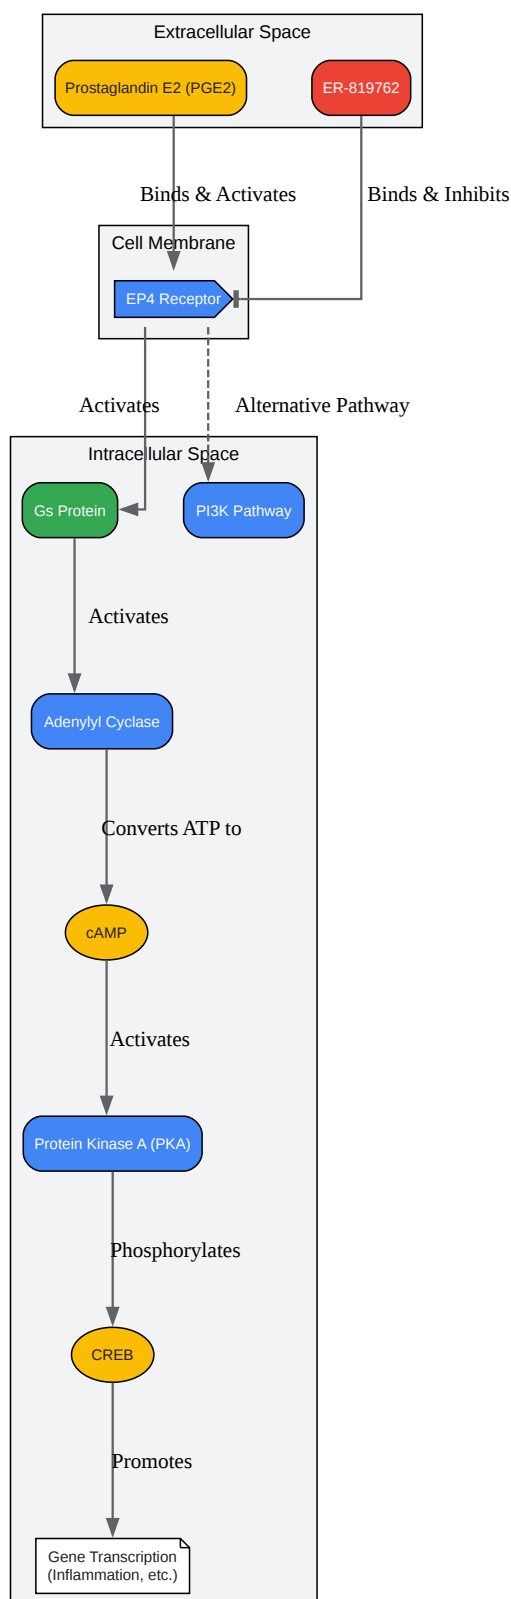 Extracellular Space
Prostaglandin E2 (PGE2)
ER-819762
Binds & Activates
Binds & Inhibits
Cell Membrane
EP4 Receptor
Activates
Alternative Pathway
Intracellular Space
Gs Protein
PI3K Pathway
Activates
Adenylyl Cyclase
Converts ATP to
cAMP
Activates
Protein Kinase A (PKA)
Phosphorylates
CREB
Promotes
Gene Transcription
(Inflammation, etc.)